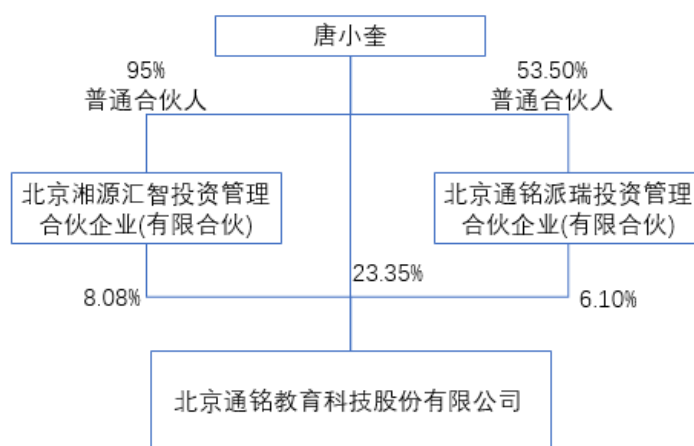 唐小奎
95%
普通合伙人
53.50%
普通合伙人
北京湘源汇智投资管理
合伙企业(有限合伙)
北京通铭派瑞投资管理
合伙企业(有限合伙)
23.35%
8.08%
6.10%
北京通铭教育科技股份有限公司